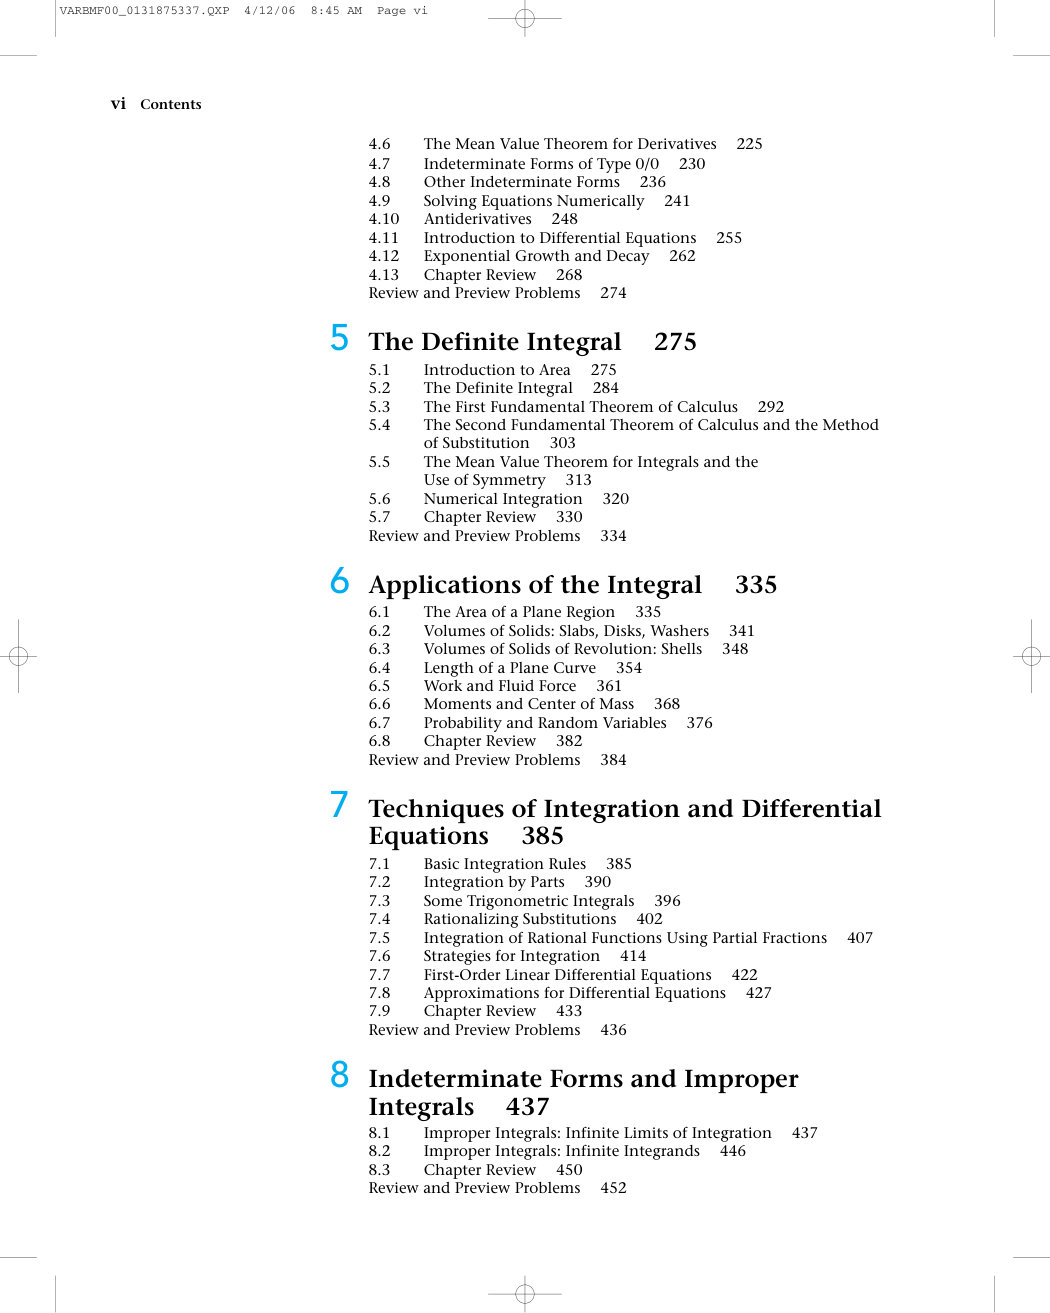 VARBMF00_0131875337.QXP 4/12/06 8:45 AM Page vi
vi Contents
4.6 The Mean Value Theorem for Derivatives 225
4.7 Indeterminate Forms of Type 0/0 230
4.8 Other Indeterminate Forms 236
4.9 Solving Equations Numerically 241
4.10 Antiderivatives 248
4.11 Introduction to Differential Equations 255
4.12 Exponential Growth and Decay 262
4.13 Chapter Review 268
Review and Preview Problems 274
5 The Definite Integral 275
5.1 Introduction to Area 275
5.2 The Definite Integral 284
5.3 The First Fundamental Theorem of Calculus 292
5.4 The Second Fundamental Theorem of Calculus and the Method
of Substitution 303
5.5 The Mean Value Theorem for Integrals and the
Use of Symmetry 313
5.6 Numerical Integration 320
5.7 Chapter Review 330
Review and Preview Problems 334
6 Applications of the Integral 335
6.1 The Area of a Plane Region 335
6.2 Volumes of Solids: Slabs, Disks, Washers 341
6.3 Volumes of Solids of Revolution: Shells 348
6.4 Length of a Plane Curve 354
6.5 Work and Fluid Force 361
6.6 Moments and Center of Mass 368
6.7 Probability and Random Variables 376
6.8 Chapter Review 382
Review and Preview Problems 384
7 Techniques of Integration and Differential
Equations 385
7.1 Basic Integration Rules 385
7.2 Integration by Parts 390
7.3 Some Trigonometric Integrals 396
7.4 Rationalizing Substitutions 402
7.5 Integration of Rational Functions Using Partial Fractions 407
7.6 Strategies for Integration 414
7.7 First-Order Linear Differential Equations 422
7.8 Approximations for Differential Equations 427
7.9 Chapter Review 433
Review and Preview Problems 436
8 Indeterminate Forms and Improper
Integrals 437
8.1 Improper Integrals: Infinite Limits of Integration 437
8.2 Improper Integrals: Infinite Integrands 446
8.3 Chapter Review 450
Review and Preview Problems 452